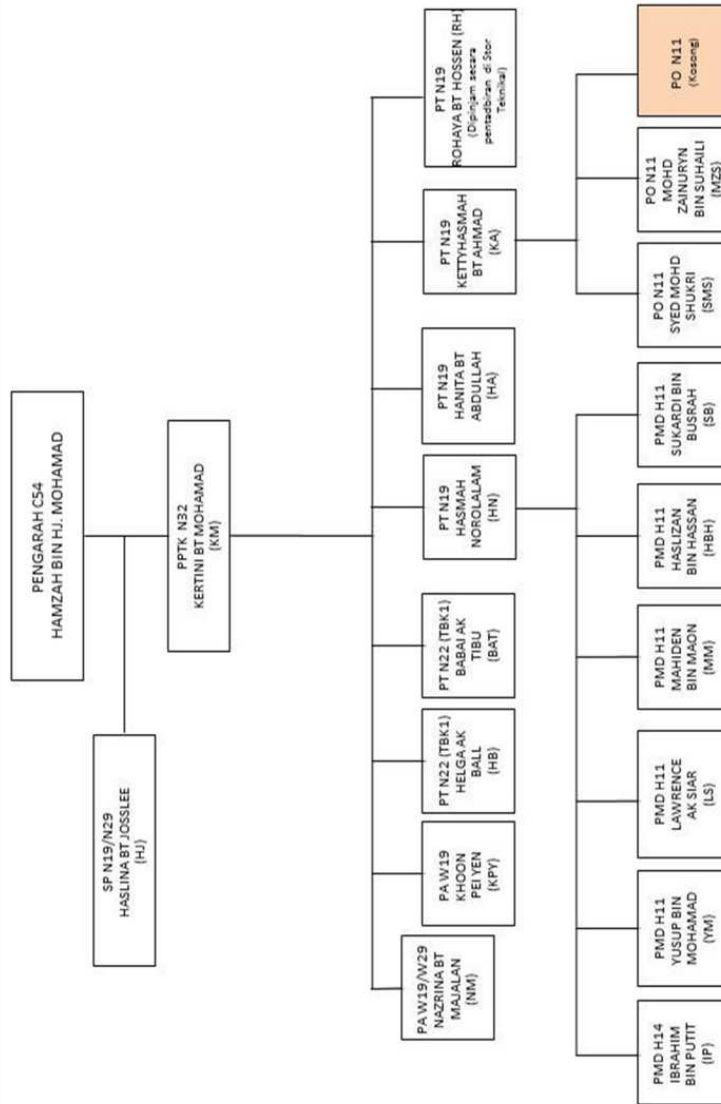 PENGARAH C54
HAMZAH BIN HJ. MOHAMAD
SP N19/N29
HASLINA BT JOSSLEE
(HJ)
PPTK N32
KERTINI BT MOHAMAD
(KM)
PA W19/W29
NAZRINA BT
MAJALAN
(NM)
PA W19
KHOON
PEI YEN
(KPY)
PT N22 (TBK1)
HELGA AK
BALL
(HB)
PT N22 (TBK1)
BABAI AK
TIBU
(BAT)
PT N19
HASMAH
NOROLALAM
(HN)
PT N19
HANITA BT
ABDULLAH
(HA)
PT N19
KETTYHASMAH
BT AHMAD
(KA)
PT N19
ROHAYA BT HOSSEN (RH)
(Dipinjam secara
pentadbiran di Stor
Teknikal)
PMD H14
IBRAHIM
BIN PUTIT
(IP)
PMD H11
YUSUP BIN
MOHAMAD
(YM)
PMD H11
LAWRENCE
AK SIAR
(LS)
PMD H11
MAHIDEN
BIN MAON
(MM)
PMD H11
HASLIZAN
BIN HASSAN
(HBH)
PMD H11
SUKARDI BIN
BUSRAH
(SB)
PO N11
SYED MOHD
SHUKRI
(SMS)
PO N11
MOHD
ZAINURYN
BIN SUHAILI
(MZS)
PO N11
(Kosong)